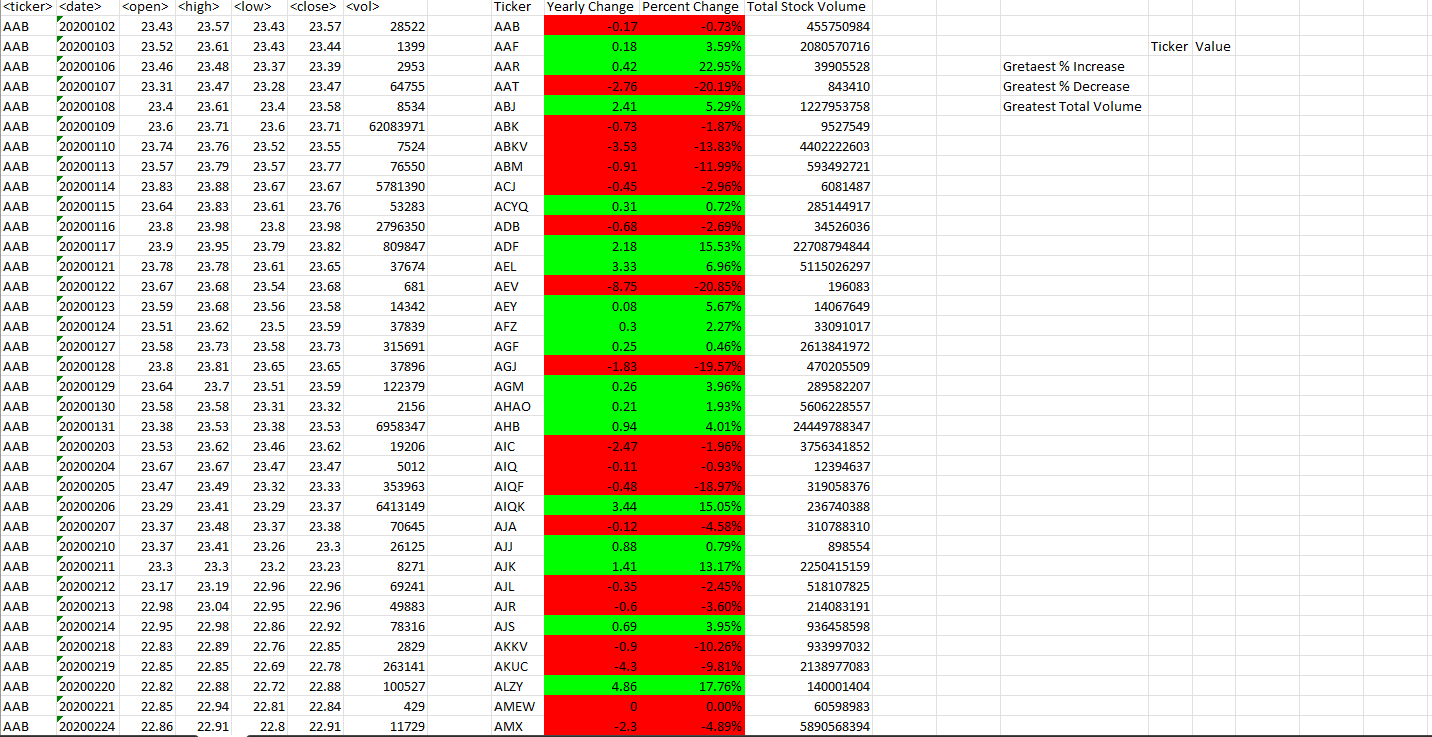 <ticker> <date> <open> <high> <low> <close> <vol> Ticker Yearly Change Percent Change Total Stock Volume
AAB 20200102 23.43 23.57 23.43 23.57 28522 AAB -0.17 -0.73% 455750984
AAB 20200103 23.52 23.61 23.43 23.44 1399 AAF 0.18 3.59% 2080570716 Ticker Value
AAB 20200106 23.46 23.48 23.37 23.39 2953 AAR 0.42 22.95% 39905528 Gretaest % Increase
AAB 20200107 23.31 23.47 23.28 23.47 64755 AAT -2.76 -20.19% 843410 Greatest % Decrease
AAB 20200108 23.4 23.61 23.4 23.58 8534 ABJ 2.41 5.29% 1227953758 Greatest Total Volume
AAB 20200109 23.6 23.71 23.6 23.71 62083971 ABK -0.73 -1.87% 9527549
AAB 20200110 23.74 23.76 23.52 23.55 7524 ABKV -3.53 -13.83% 4402222603
AAB 20200113 23.57 23.79 23.57 23.77 76550 ABM -0.91 -11.99% 593492721
AAB 20200114 23.83 23.88 23.67 23.67 5781390 ACJ -0.45 -2.96% 6081487
AAB 20200115 23.64 23.83 23.61 23.76 53283 ACYQ 0.31 0.72% 285144917
AAB 20200116 23.8 23.98 23.8 23.98 2796350 ADB -0.68 -2.69% 34526036
AAB 20200117 23.9 23.95 23.79 23.82 809847 ADF 2.18 15.53% 22708794844
AAB 20200121 23.78 23.78 23.61 23.65 37674 AEL 3.33 6.96% 5115026297
AAB 20200122 23.67 23.68 23.54 23.68 681 AEV -8.75 -20.85% 196083
AAB 20200123 23.59 23.68 23.56 23.58 14342 AEY 0.08 5.67% 14067649
AAB 20200124 23.51 23.62 23.5 23.59 37839 AFZ 0.3 2.27% 33091017
AAB 20200127 23.58 23.73 23.58 23.73 315691 AGF 0.25 0.46% 2613841972
AAB 20200128 23.8 23.81 23.65 23.65 37896 AGJ -1.83 -19.57% 470205509
AAB 20200129 23.64 23.7 23.51 23.59 122379 AGM 0.26 3.96% 289582207
AAB 20200130 23.58 23.58 23.31 23.32 2156 AHAO 0.21 1.93% 5606228557
AAB 20200131 23.38 23.53 23.38 23.53 6958347 AHB 0.94 4.01% 24449788347
AAB 20200203 23.53 23.62 23.46 23.62 19206 AIC -2.47 -1.96% 3756341852
AAB 20200204 23.67 23.67 23.47 23.47 5012 AIQ -0.11 -0.93% 12394637
AAB 20200205 23.47 23.49 23.32 23.33 353963 AIQF -0.48 -18.97% 319058376
AAB 20200206 23.29 23.41 23.29 23.37 6413149 AIQK 3.44 15.05% 236740388
AAB 20200207 23.37 23.48 23.37 23.38 70645 AJA -0.12 -4.58% 310788310
AAB 20200210 23.37 23.41 23.26 23.3 26125 AJJ 0.88 0.79% 898554
AAB 20200211 23.3 23.3 23.2 23.23 8271 AJK 1.41 13.17% 2250415159
AAB 20200212 23.17 23.19 22.96 22.96 69241 AJL -0.35 -2.45% 518107825
AAB 20200213 22.98 23.04 22.95 22.96 49883 AJR -0.6 -3.60% 214083191
AAB 20200214 22.95 22.98 22.86 22.92 78316 AJS 0.69 3.95% 936458598
AAB 20200218 22.83 22.89 22.76 22.85 2829 AKKV -0.9 -10.26% 933997032
AAB 20200219 22.85 22.85 22.69 22.78 263141 AKUC -4.3 -9.81% 2138977083
AAB 20200220 22.82 22.88 22.72 22.88 100527 ALZY 4.86 17.76% 140001404
AAB 20200221 22.85 22.94 22.81 22.84 429 AMEW 0 0.00% 60598983
AAB 20200224 22.86 22.91 22.8 22.91 11729 AMX -2.3 -4.89% 5890568394